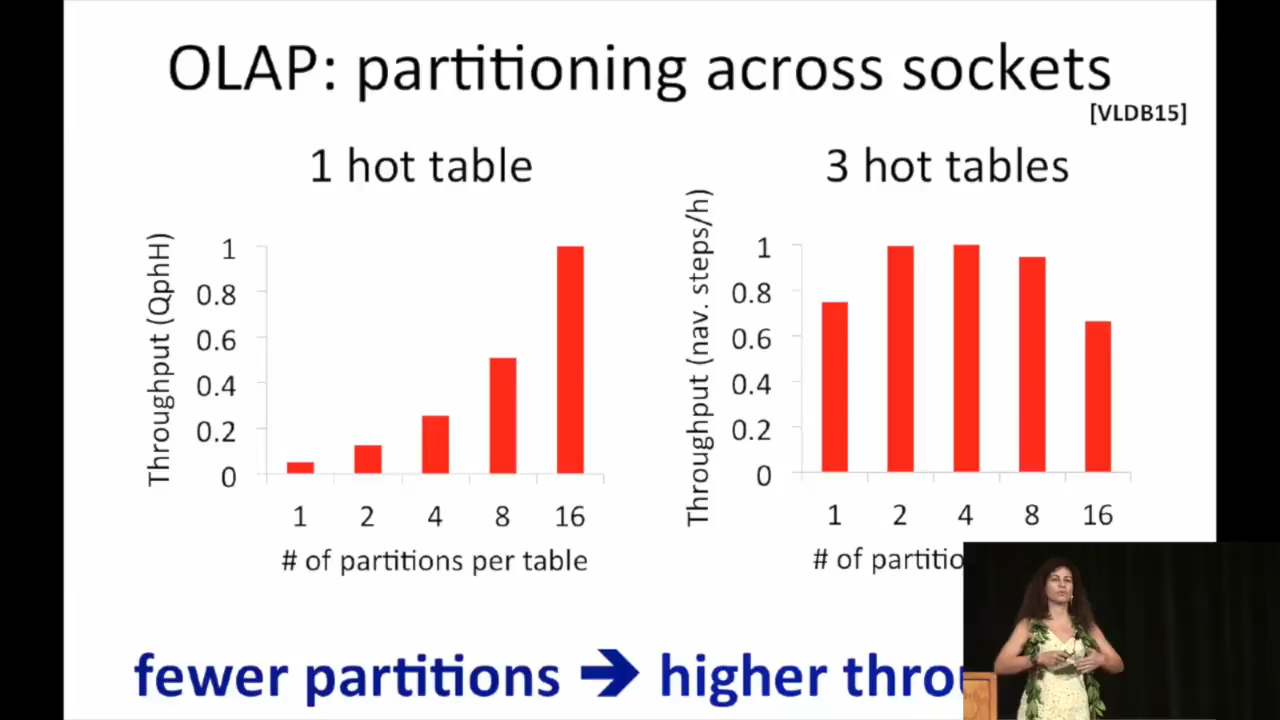 OLAP: partitioning across sockets
[VLDB15]
1 hot table
Throughput (QphH)
1
0.8
0.6
0.4
0.2
0
1 2 4 8 16
# of partitions per table
3 hot tables
Throughput (nav. steps/h)
1
0.8
0.6
0.4
0.2
0
1 2 4 8 16
# of
fewer partitions → higher